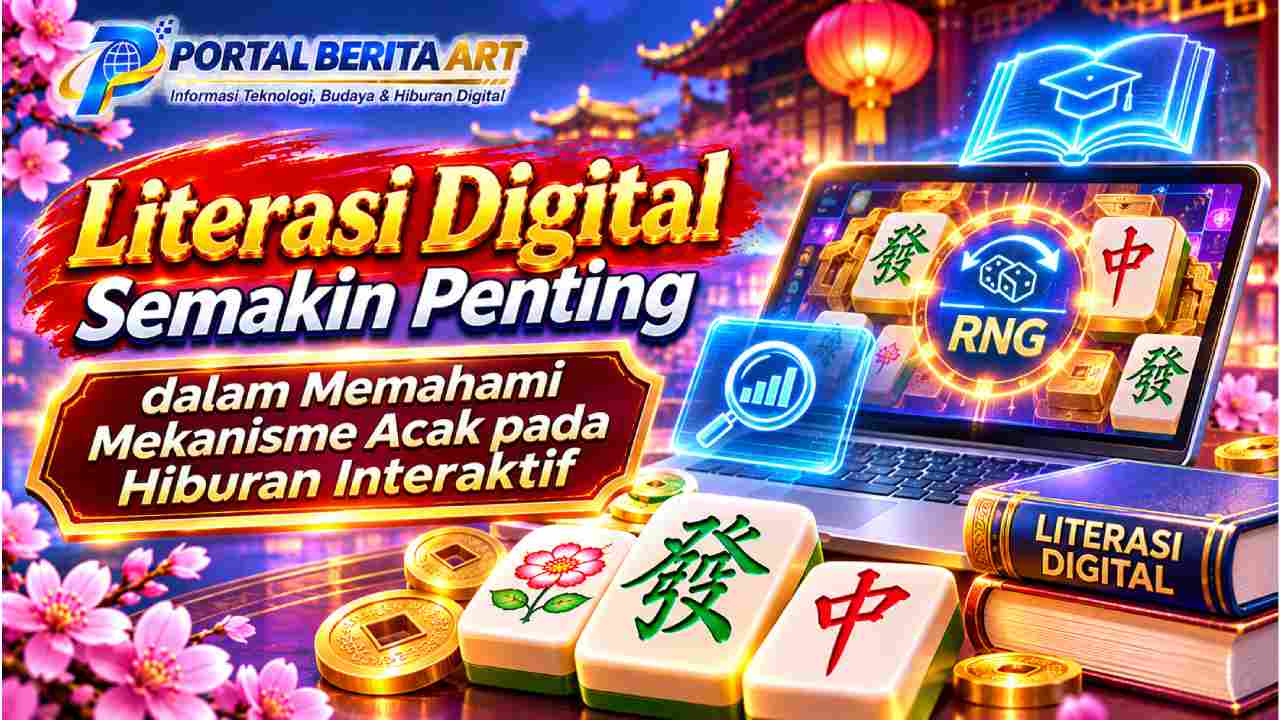 PORTAL BERITA ART
Informasi Teknologi, Budaya & Hiburan Digital
Literasi Digital
Semakin Penting
dalam Memahami
Mekanisme Acak pada
Hiburan Interaktif
發
中
RNG
發
LITERASI
DIGITAL
發
中